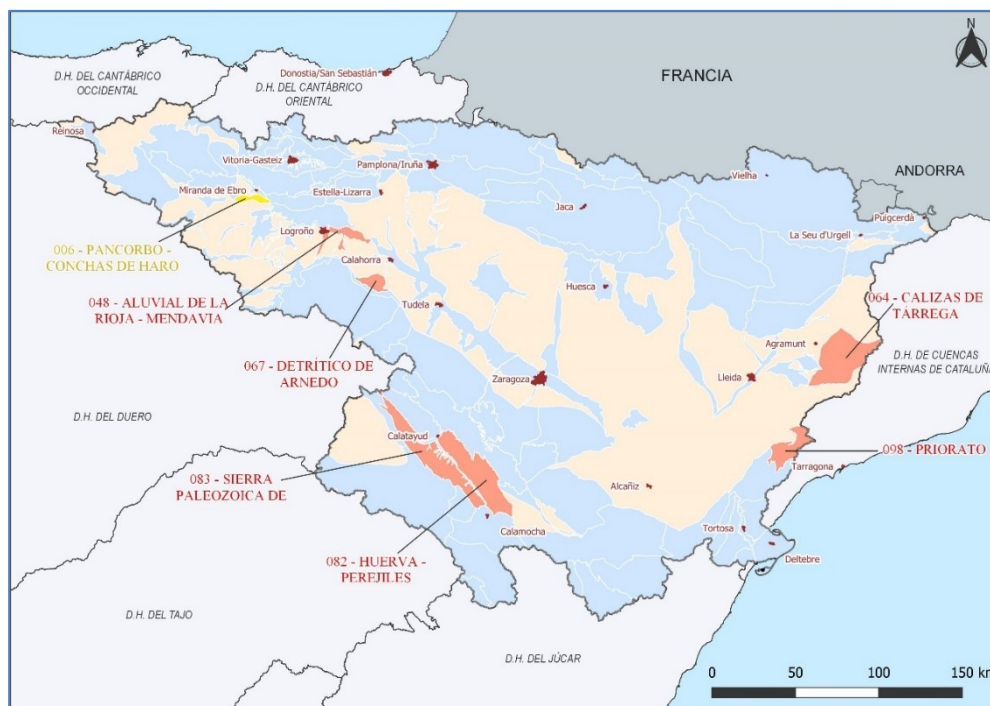 N
D.H. DEL CANTÁBRICO
OCCIDENTAL
Donostia/San Sebastián
D.H. DEL CANTÁBRICO
ORIENTAL
FRANCIA
Reinosa
Vitoria-Gasteiz
Pamplona/Iruña
ANDORRA
Vielha
Miranda de Ebro
Estella-Lizarra
Jaca
Puigcerdà
Logroño
La Seu d'Urgell
006 - PANCORBO -
CONCHAS DE HARO
Calahorra
Huesca
064 - CALIZAS DE
TÁRREGA
048 - ALUVIAL DE LA
RIOJA - MENDAVIA
Tudela
Agramunt
D.H. DE CUENCAS
INTERNAS DE CATALUÑ
067 - DETRÍTICO DE
ARNEDO
Zaragoza
Lleida
D.H. DEL DUERO
Calatayud
098 - PRIORATO
083 - SIERRA
PALEOZOICA DE
Tarragona
Alcañiz
Calamocha
Tortosa
Deltebre
082 - HUERVA -
PEREJILES
D.H. DEL TAJO
D.H. DEL JÚCAR
0 50 100 150 km